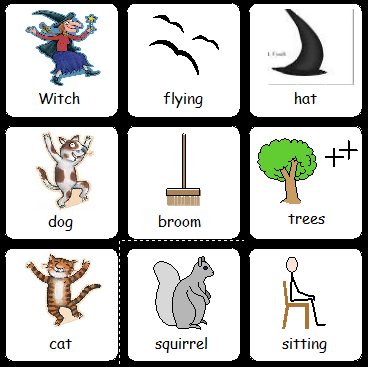 Witch
flying
hat
dog
broom
trees
cat
squirrel
sitting